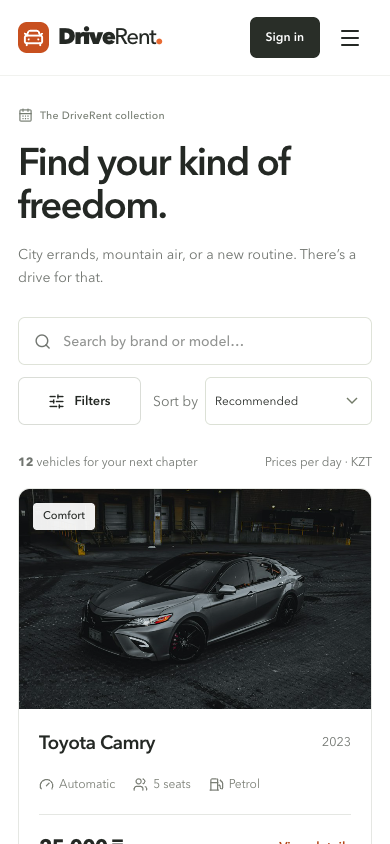 DriveRent.
Sign in
The DriveRent collection
Find your kind of
freedom.
City errands, mountain air, or a new routine. There’s a
drive for that.
Search by brand or model…
Filters
Sort by
Recommended
12 vehicles for your next chapter
Prices per day · KZT
Comfort
Toyota Camry
2023
Automatic
5 seats
Petrol